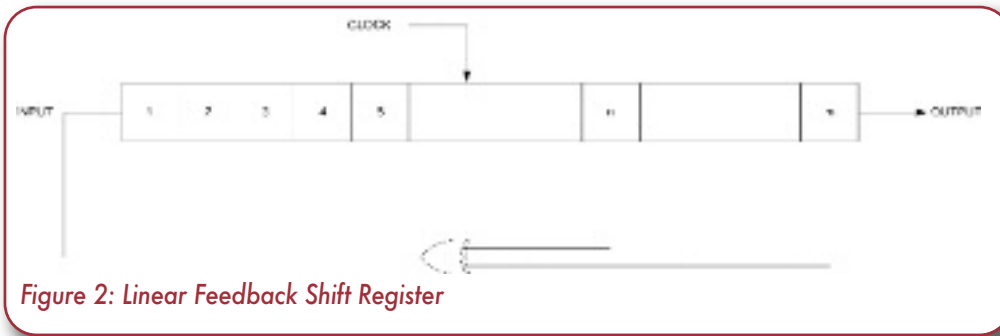 CLOCK
INPUT 1 2 3 4 5 n OUTPUT
Figure 2: Linear Feedback Shift Register